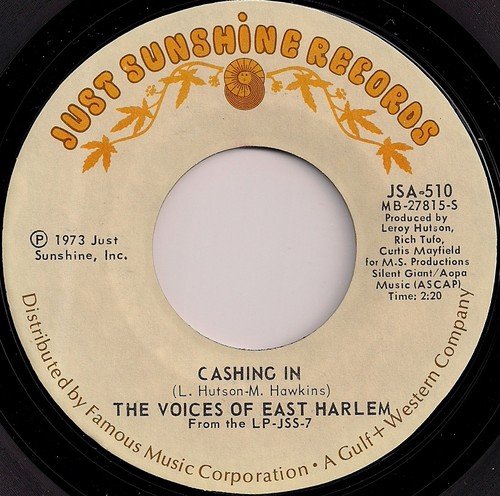 JUST SUNSHINE RECORDS
JSA-510
MB-27815-S
Produced by
Leroy Hutson,
Rich Tufo,
Curtis Mayfield
for M.S. Productions
Silent Giant/Aopa
Music (ASCAP)
Time: 2:20
Ⓟ 1973 Just
Sunshine, Inc.
CASHING IN
(L. Hutson-M. Hawkins)
THE VOICES OF EAST HARLEM
From the LP-JSS-7
Distributed by Famous Music Corporation • A Gulf+Western Company